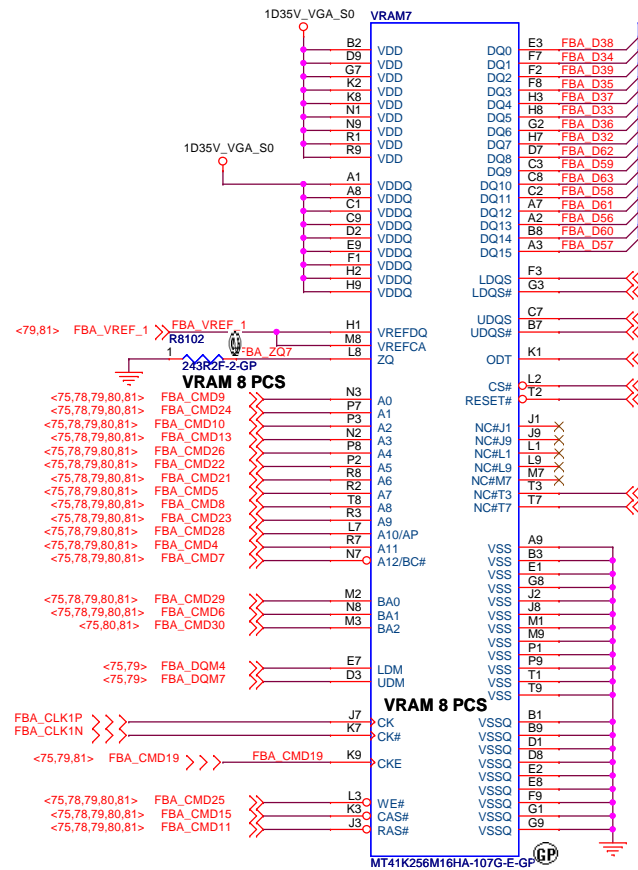 1D35V_VGA_S0 VRAM7
B2 VDD DQ0 E3 FBA_D38
D9 VDD DQ1 F7 FBA_D34
G7 VDD DQ2 F2 FBA_D39
K2 VDD DQ3 F8 FBA_D35
K8 VDD DQ4 H3 FBA_D37
N1 VDD DQ5 H8 FBA_D33
N9 VDD DQ6 G2 FBA_D36
R1 VDD DQ7 H7 FBA_D32
R9 VDD DQ8 D7 FBA_D62
1D35V_VGA_S0 DQ9 C3 FBA_D59
A1 VDDQ DQ10 C8 FBA_D63
A8 VDDQ DQ11 C2 FBA_D58
C1 VDDQ DQ12 A7 FBA_D61
C9 VDDQ DQ13 A2 FBA_D56
D2 VDDQ DQ14 B8 FBA_D60
E9 VDDQ DQ15 A3 FBA_D57
F1 VDDQ
H2 VDDQ LDQS F3
H9 VDDQ LDQS# G3
UDQS C7
<79,81> FBA_VREF_1 FBA_VREF_1 H1 VREFDQ UDQS# B7
R8102 M8 VREFCA
1 FBA_ZQ7 L8 ZQ ODT K1
243R2F-2-GP
VRAM 8 PCS CS# L2
<75,78,79,80,81> FBA_CMD9 N3 A0 RESET# T2
<75,78,79,80,81> FBA_CMD24 P7 A1
<75,78,79,80,81> FBA_CMD10 P3 A2 NC#J1 J1
<75,78,79,80,81> FBA_CMD13 N2 A3 NC#J9 J9
<75,78,79,80,81> FBA_CMD26 P8 A4 NC#L1 L1
<75,78,79,80,81> FBA_CMD22 P2 A5 NC#L9 L9
<75,78,79,80,81> FBA_CMD21 R8 A6 NC#M7 M7
<75,78,79,80,81> FBA_CMD5 R2 A7 NC#T3 T3
<75,78,79,80,81> FBA_CMD8 T8 A8 NC#T7 T7
<75,78,79,80,81> FBA_CMD23 R3 A9
<75,78,79,80,81> FBA_CMD28 L7 A10/AP
<75,78,79,80,81> FBA_CMD4 R7 A11 VSS A9
<75,78,79,80,81> FBA_CMD7 N7 A12/BC# VSS B3
VSS E1
VSS G8
<75,78,79,80,81> FBA_CMD29 M2 BA0 VSS J2
<75,78,79,80,81> FBA_CMD6 N8 BA1 VSS J8
<75,80,81> FBA_CMD30 M3 BA2 VSS M1
VSS M9
VSS P1
<75,79> FBA_DQM4 E7 LDM VSS P9
<75,79> FBA_DQM7 D3 UDM VSS T1
VSS T9
VRAM 8 PCS
FBA_CLK1P J7 CK VSSQ B1
FBA_CLK1N K7 CK# VSSQ B9
VSSQ D1
<75,79,81> FBA_CMD19 FBA_CMD19 K9 CKE VSSQ D8
VSSQ E2
VSSQ E8
<75,78,79,80,81> FBA_CMD25 L3 WE# VSSQ F9
<75,78,79,80,81> FBA_CMD15 K3 CAS# VSSQ G1
<75,78,79,80,81> FBA_CMD11 J3 RAS# VSSQ G9
MT41K256M16HA-107G-E-GP GP